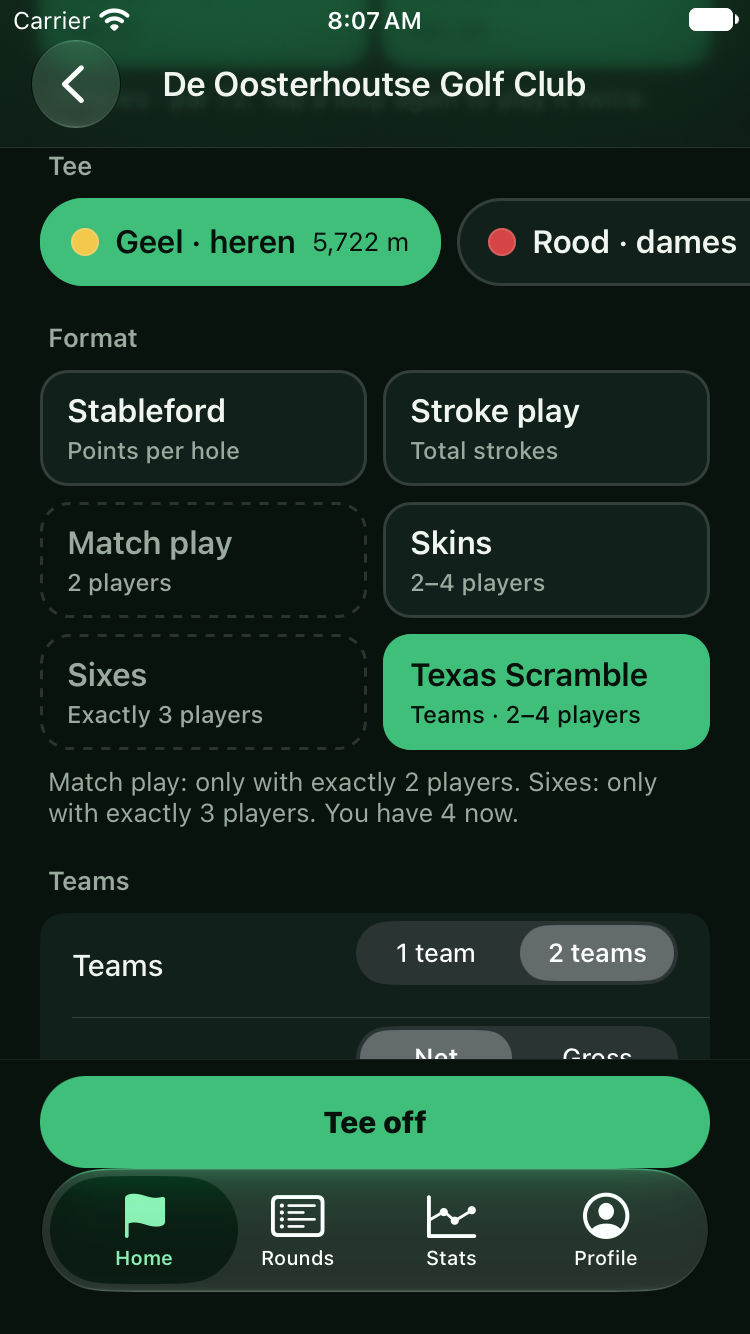 Carrier 8:07 AM
De Oosterhoutse Golf Club
Tee
Geel · heren 5,722 m
Rood · dames
Format
Stableford
Points per hole
Stroke play
Total strokes
Match play
2 players
Skins
2–4 players
Sixes
Exactly 3 players
Texas Scramble
Teams · 2–4 players
Match play: only with exactly 2 players. Sixes: only
with exactly 3 players. You have 4 now.
Teams
Teams 1 team 2 teams
Net Gross
Tee off
Home Rounds Stats Profile